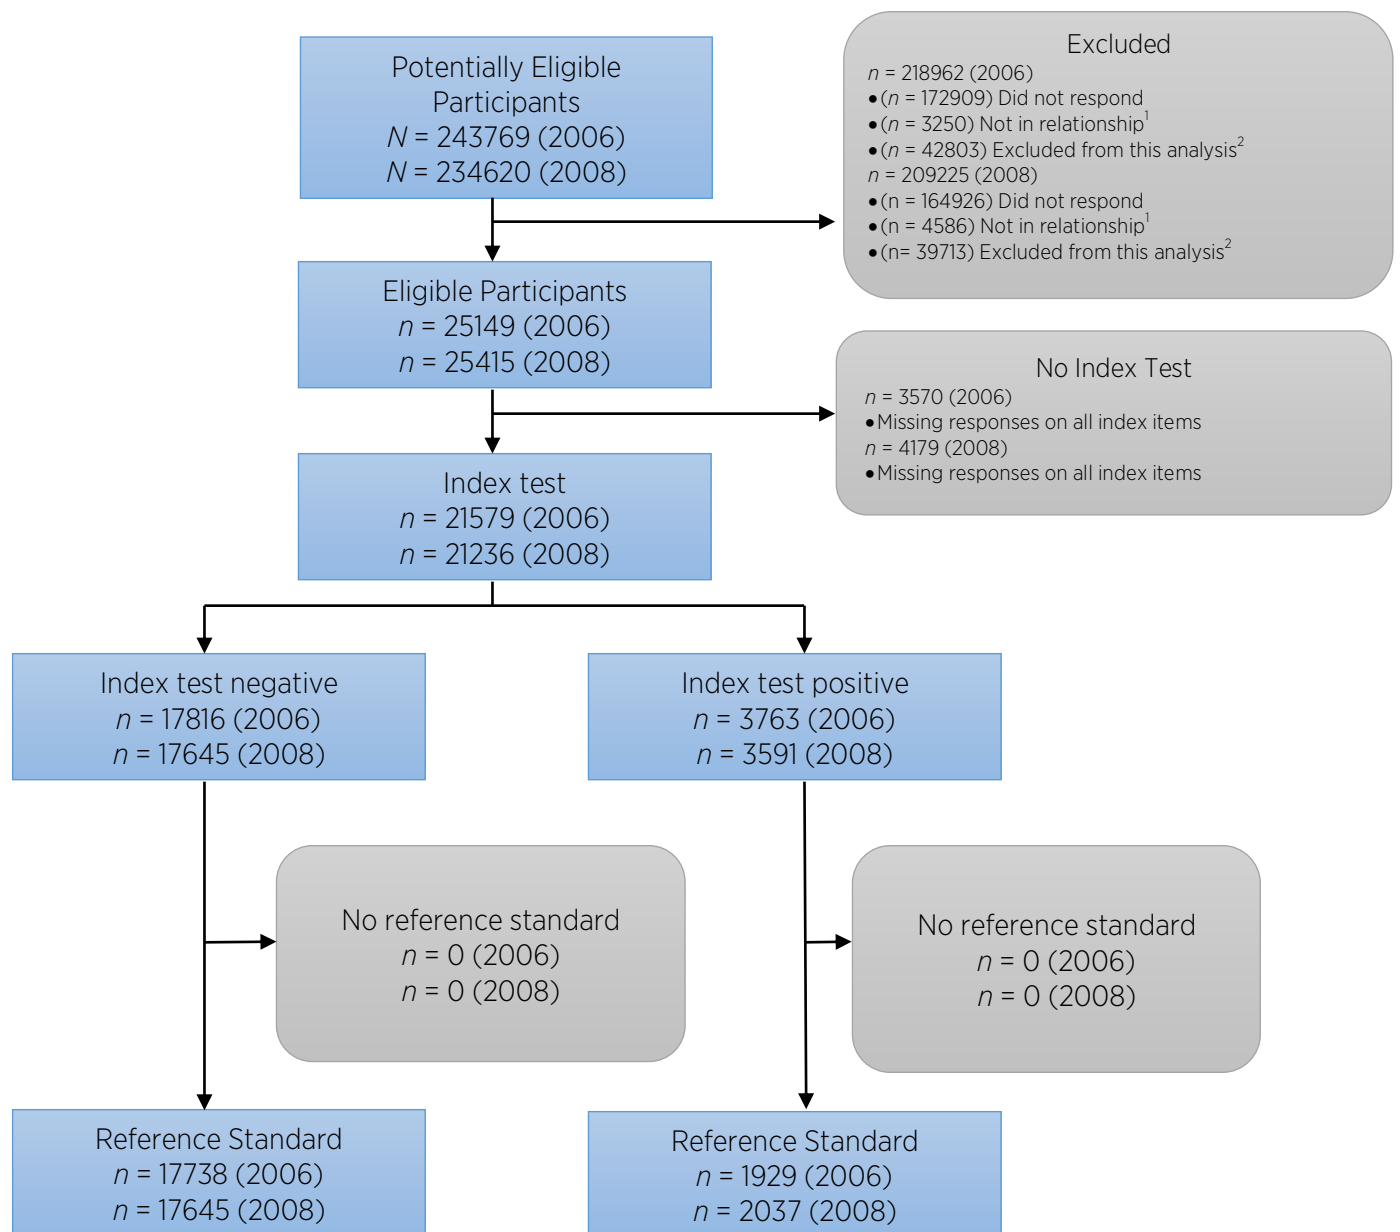 Potentially Eligible
Participants
N = 243769 (2006)
N = 234620 (2008)
Excluded
n = 218962 (2006)
•(n = 172909) Did not respond
•(n = 3250) Not in relationship¹
•(n = 42803) Excluded from this analysis²
n = 209225 (2008)
•(n = 164926) Did not respond
•(n = 4586) Not in relationship¹
•(n= 39713) Excluded from this analysis²
Eligible Participants
n = 25149 (2006)
n = 25415 (2008)
No Index Test
n = 3570 (2006)
•Missing responses on all index items
n = 4179 (2008)
•Missing responses on all index items
Index test
n = 21579 (2006)
n = 21236 (2008)
Index test negative
n = 17816 (2006)
n = 17645 (2008)
Index test positive
n = 3763 (2006)
n = 3591 (2008)
No reference standard
n = 0 (2006)
n = 0 (2008)
No reference standard
n = 0 (2006)
n = 0 (2008)
Reference Standard
n = 17738 (2006)
n = 17645 (2008)
Reference Standard
n = 1929 (2006)
n = 2037 (2008)